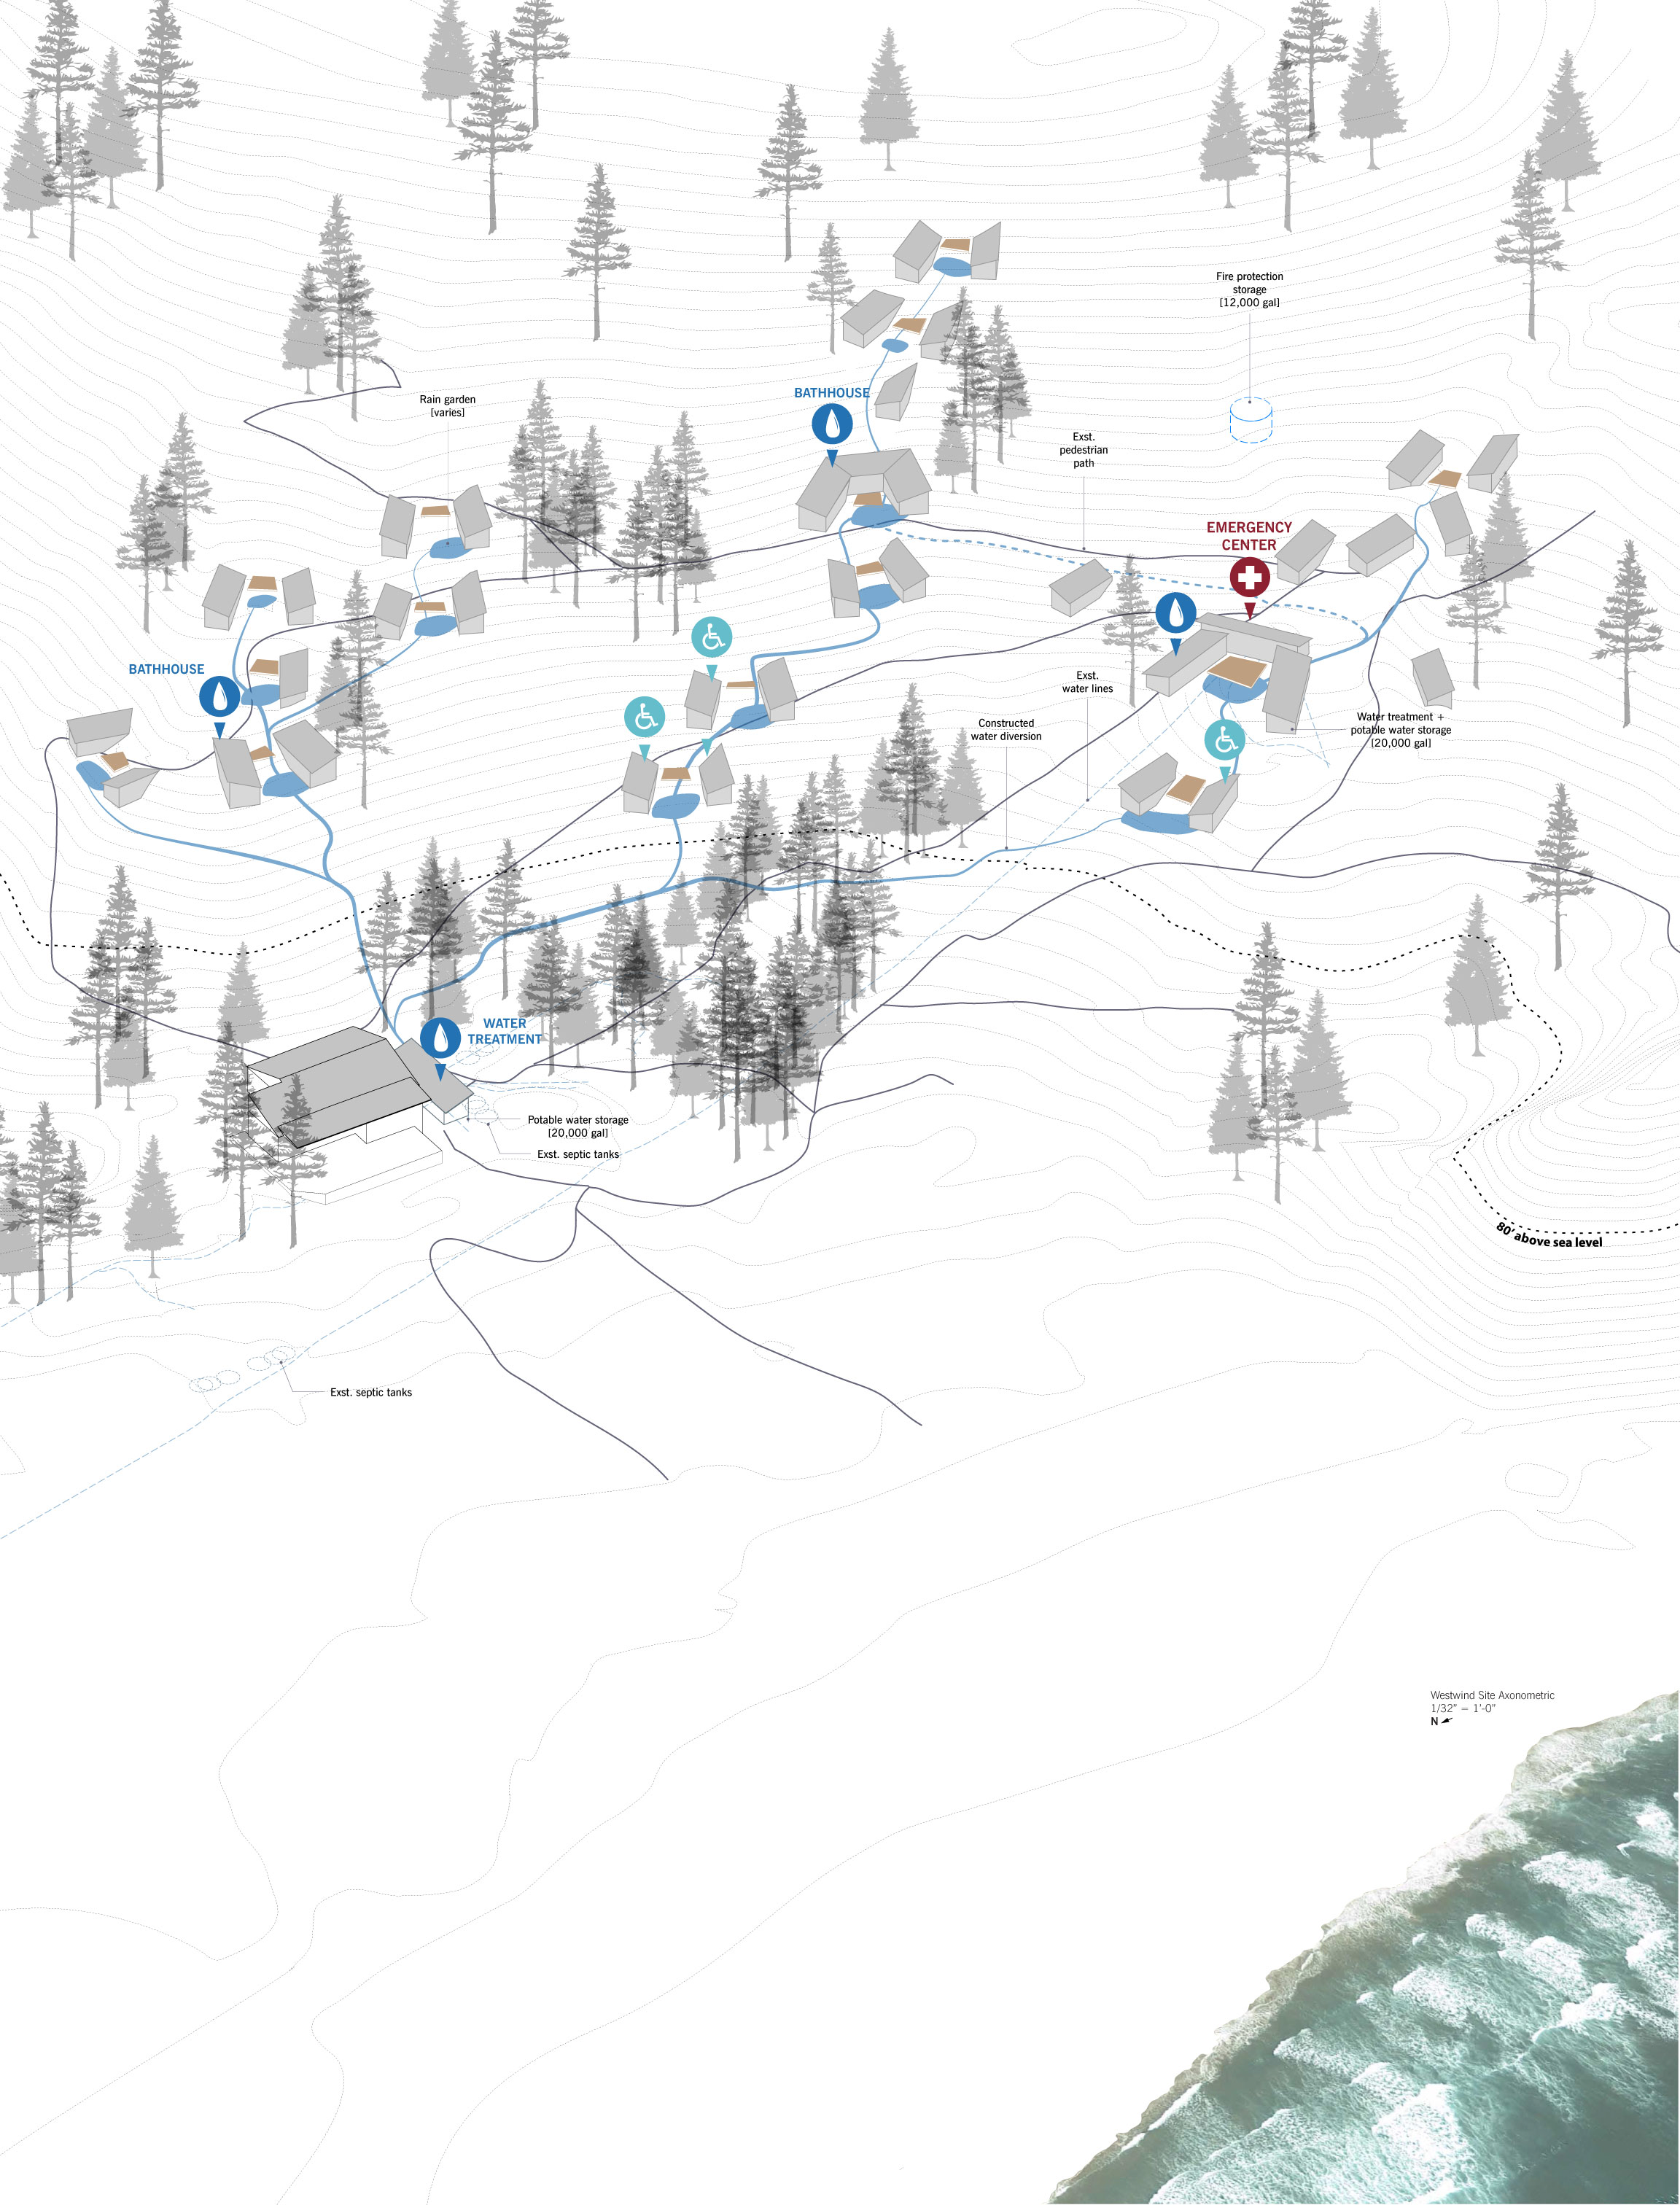 Fire protection
storage
[12,000 gal]
BATHHOUSE
Rain garden
[varies]
Exst.
pedestrian
path
EMERGENCY
CENTER
BATHHOUSE
Exst.
water lines
Constructed
water diversion
Water treatment +
potable water storage
[20,000 gal]
WATER
TREATMENT
Potable water storage
[20,000 gal]
Exst. septic tanks
80' above sea level
Exst. septic tanks
Westwind Site Axonometric
1/32" = 1'-0"
N